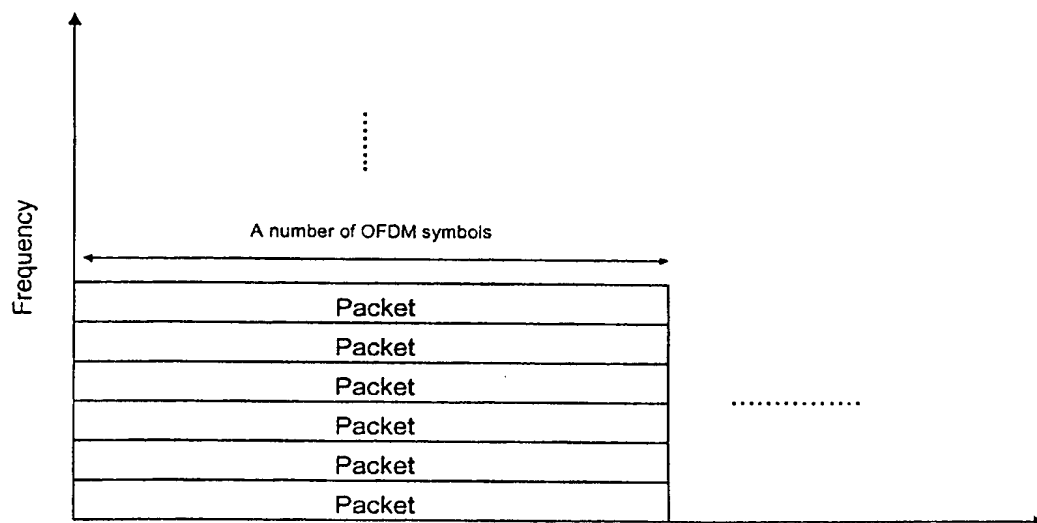 Frequency
A number of OFDM symbols
Packet
Packet
Packet
Packet
Packet
Packet